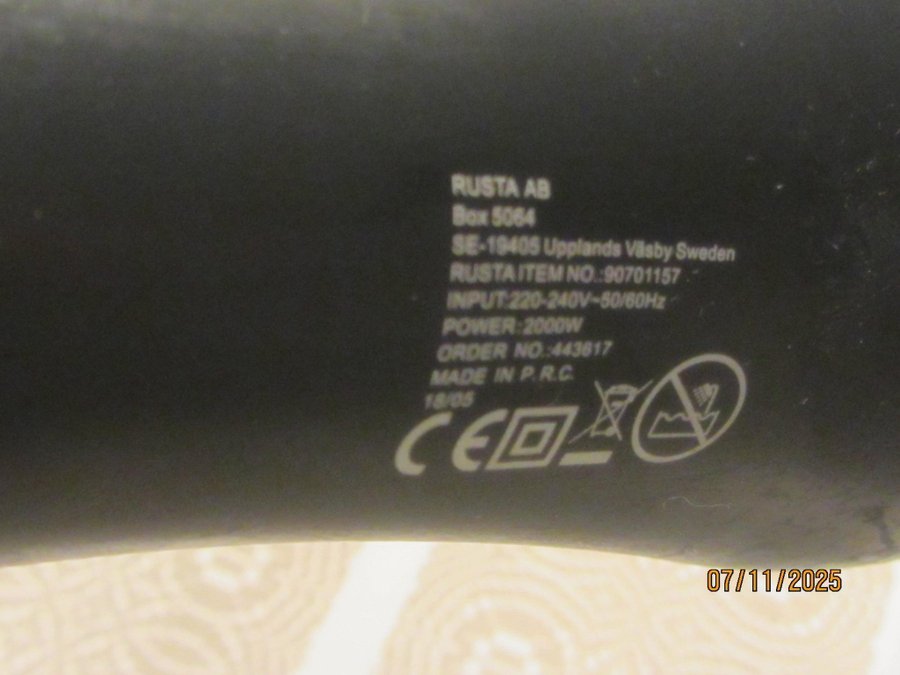 RUSTA AB
Box 5064
SE-19405 Upplands Väsby Sweden
RUSTA ITEM NO.:90701157
INPUT:220-240V~50/60Hz
POWER:2000W
ORDER NO.:443617
MADE IN P.R.C.
18/05
CE
07/11/2025